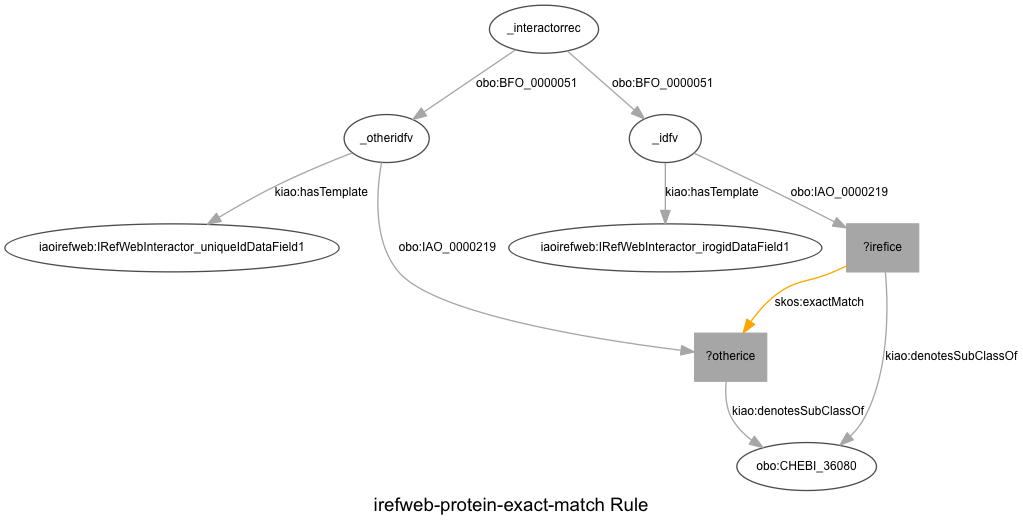 _interactorrec
obo:BFO_0000051
obo:BFO_0000051
_otheridfv
_idfv
kiao:hasTemplate
kiao:hasTemplate
obo:IAO_0000219
iaoirefweb:IRefWebInteractor_uniqueIdDataField1
obo:IAO_0000219
iaoirefweb:IRefWebInteractor_irogidDataField1
?irefice
skos:exactMatch
?otherice
kiao:denotesSubClassOf
kiao:denotesSubClassOf
obo:CHEBI_36080
irefweb-protein-exact-match Rule